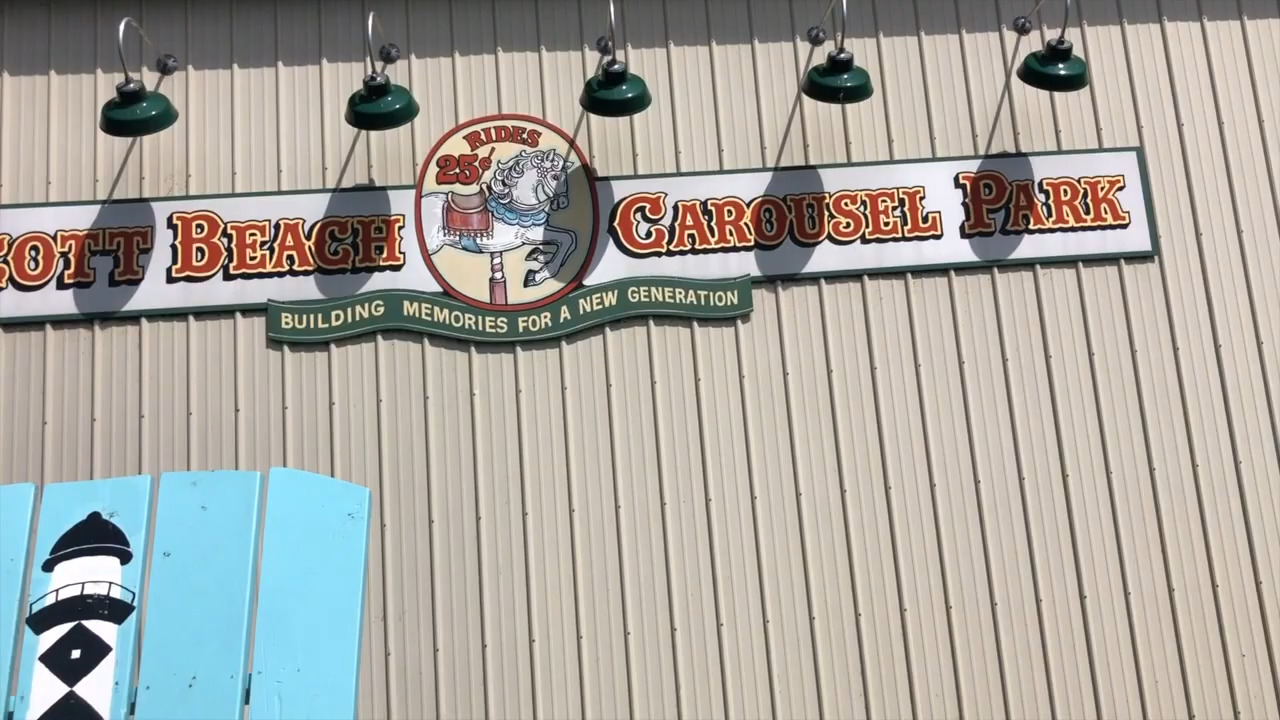 COTT BEACH CAROUSEL PARK
RIDES
25¢
BUILDING MEMORIES FOR A NEW GENERATION